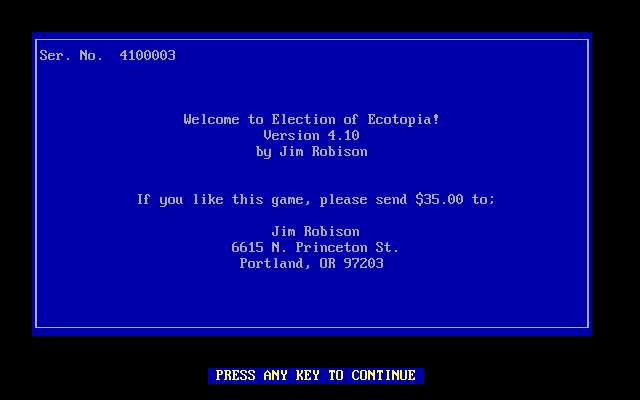 Ser. No. 4100003
Welcome to Election of Ecotopia!
Version 4.10
by Jim Robison
If you like this game, please send $35.00 to;
Jim Robison
6615 N. Princeton St.
Portland, OR 97203
PRESS ANY KEY TO CONTINUE